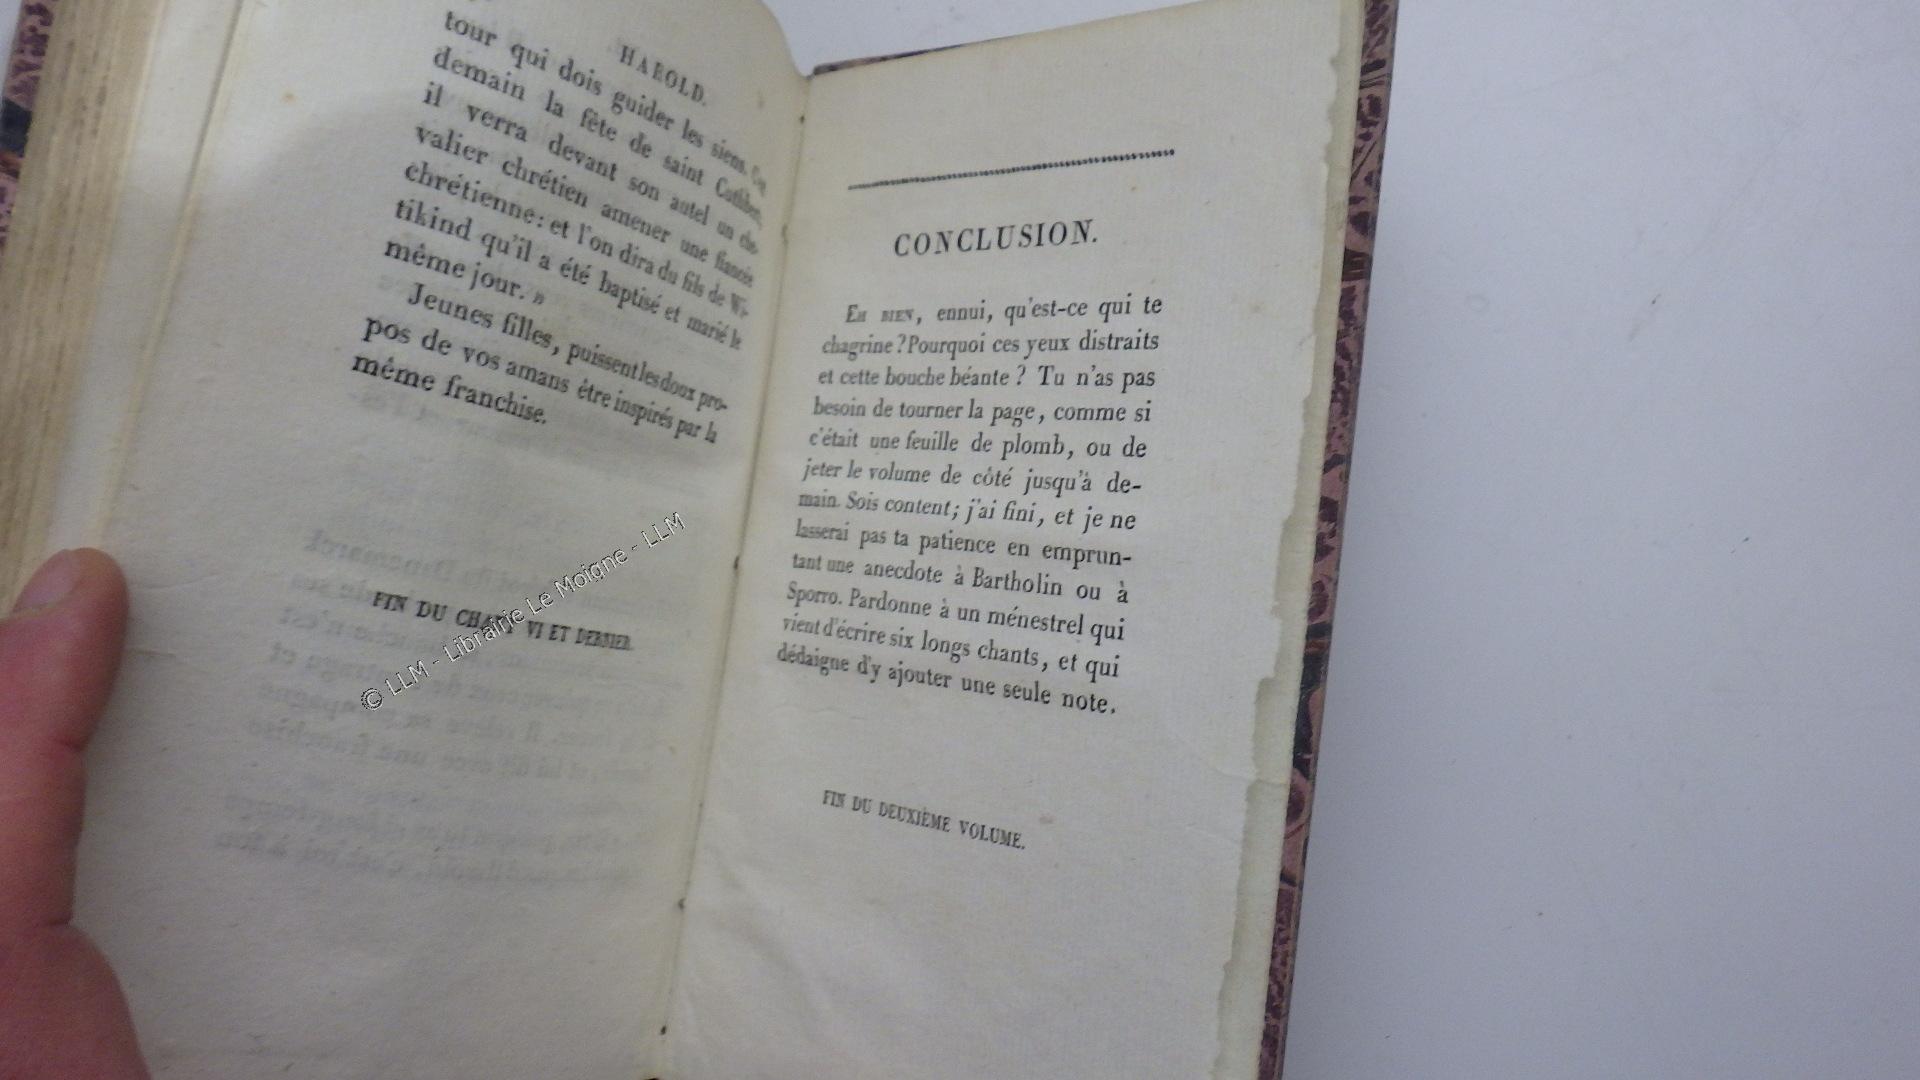 HAROLD.
tour qui dois guider les siens. Cet
demain la fête de saint Cuthbert,
il verra devant son autel un che-
valier chrétien amener une fiancée
chrétienne: et l'on dira du fils de Wi-
tikind qu'il a été baptisé et marié le
même jour. »
Jeunes filles, puissent les doux pro-
pos de vos amans être inspirés par la
même franchise.
FIN DU CHANT VI ET DERNIER.
© LLM - Librairie Le Moigne - LLM
CONCLUSION.
EH BIEN, ennui, qu'est-ce qui te
chagrine? Pourquoi ces yeux distraits
et cette bouche béante? Tu n'as pas
besoin de tourner la page, comme si
c'était une feuille de plomb, ou de
jeter le volume de côté jusqu'à de-
main. Sois content; j'ai fini, et je ne
lasserai pas ta patience en emprun-
tant une anecdote à Bartholin ou à
Sporro. Pardonne à un ménestrel qui
vient d'écrire six longs chants, et qui
dédaigne d'y ajouter une seule note.
FIN DU DEUXIÈME VOLUME.